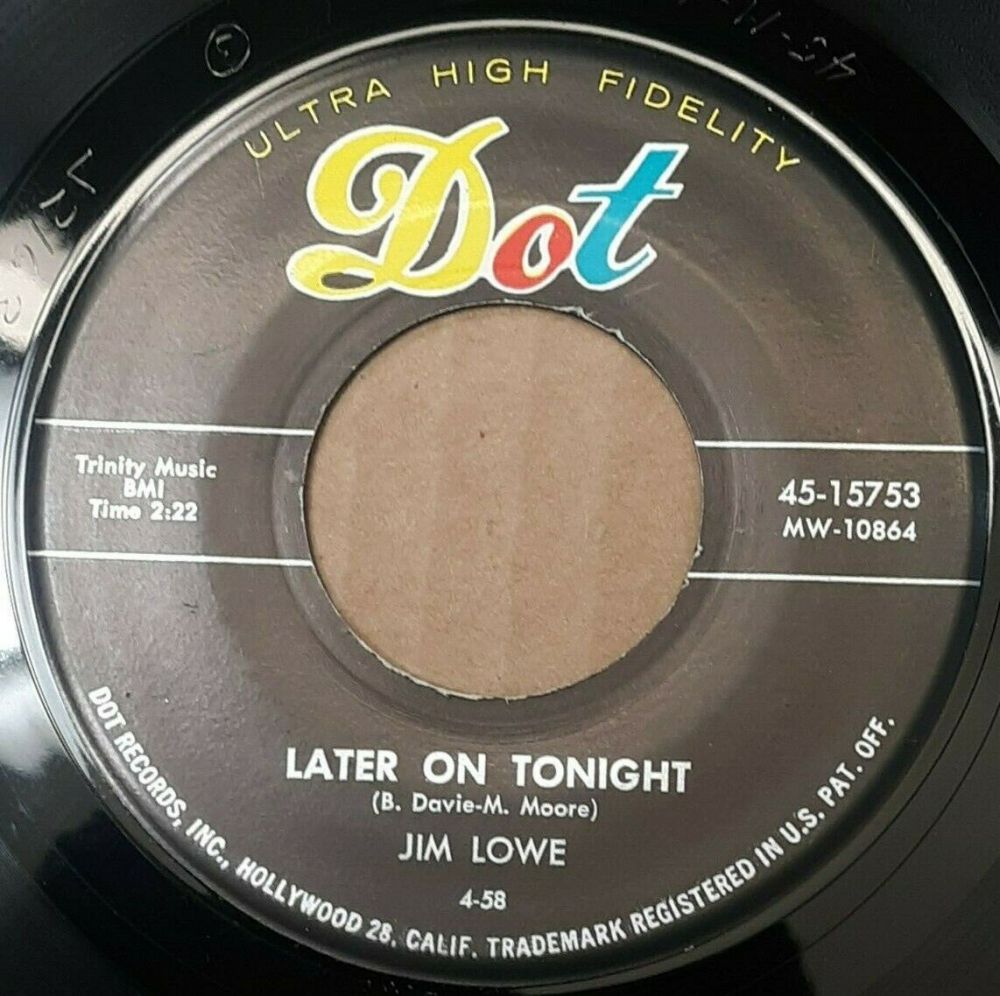 ULTRA HIGH FIDELITY
Dot
Trinity Music
BMI
Time 2:22
45-15753
MW-10864
LATER ON TONIGHT
(B. Davie-M. Moore)
JIM LOWE
4-58
DOT RECORDS, INC., HOLLYWOOD 28, CALIF. TRADEMARK REGISTERED IN U.S. PAT. OFF.